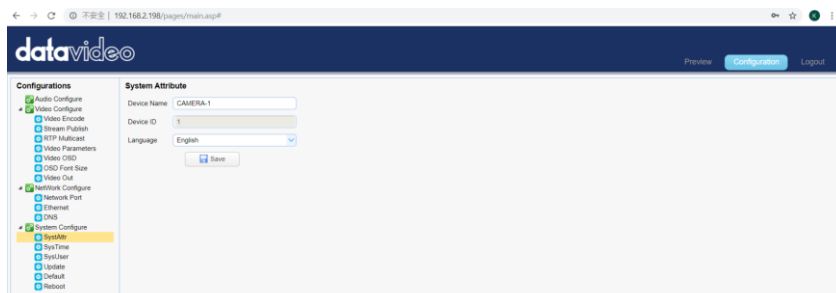 不安全 | 192.168.2.198/pages/main.asp#
K
datavideo
Preview
Configuration
Logout
Configurations
Audio Configure
Video Configure
Video Encode
Stream Publish
RTP Multicast
Video Parameters
Video OSD
OSD Font Size
Video Out
NetWork Configure
Network Port
Ethernet
DNS
System Configure
SystAttr
SysTime
SysUser
Update
Default
Reboot
System Attribute
Device Name CAMERA-1
Device ID 1
Language English
Save